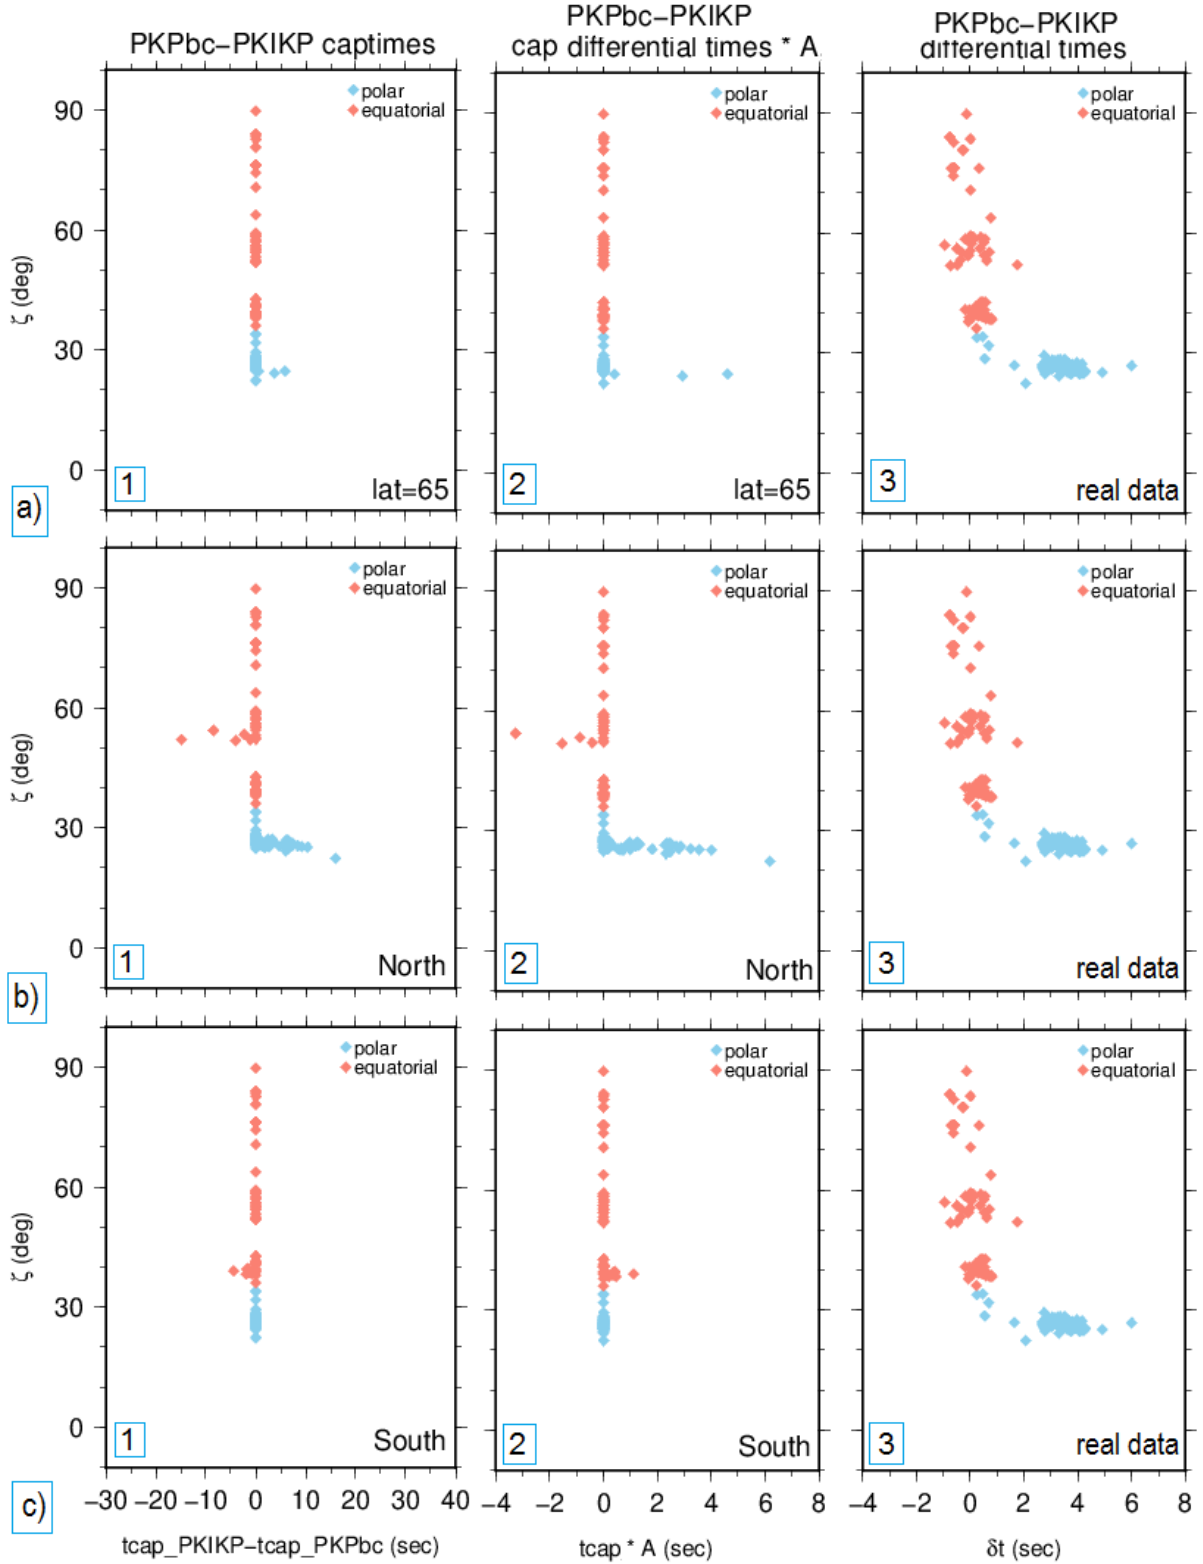 PKPbc−PKIKP captimes
PKPbc−PKIKP
cap differential times * A
PKPbc−PKIKP
differential times
polar
equatorial
polar
equatorial
polar
equatorial
90
60
30
0
ζ (deg)
1
lat=65
2
lat=65
3
real data
a)
polar
equatorial
polar
equatorial
polar
equatorial
90
60
30
0
ζ (deg)
1
North
2
North
3
real data
b)
polar
equatorial
polar
equatorial
polar
equatorial
90
60
30
0
ζ (deg)
1
South
2
South
3
real data
c)
−30 −20 −10 0 10 20 30 40
−4 −2 0 2 4 6 8
−4 −2 0 2 4 6 8
tcap_PKIKP−tcap_PKPbc (sec)
tcap * A (sec)
δt (sec)